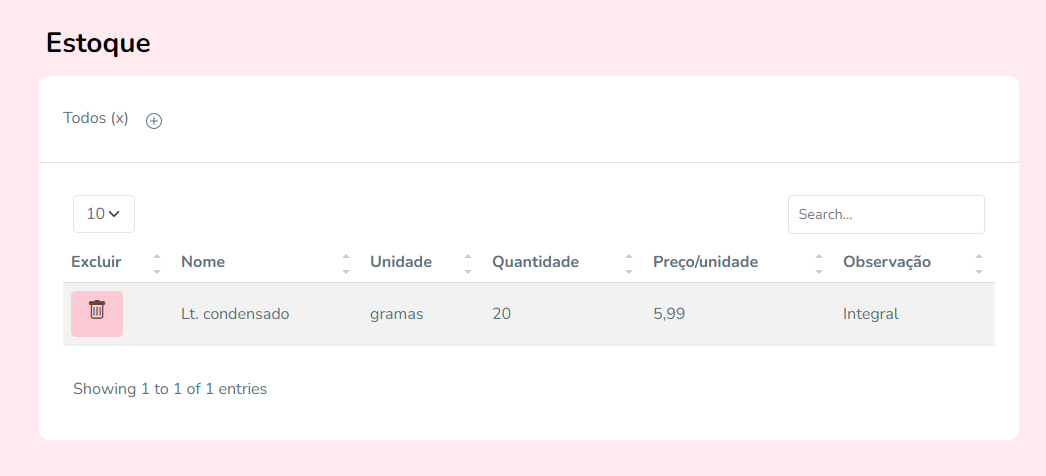 Estoque
Todos (x)
10
Search...
Excluir Nome Unidade Quantidade Preço/unidade Observação
Lt. condensado gramas 20 5,99 Integral
Showing 1 to 1 of 1 entries